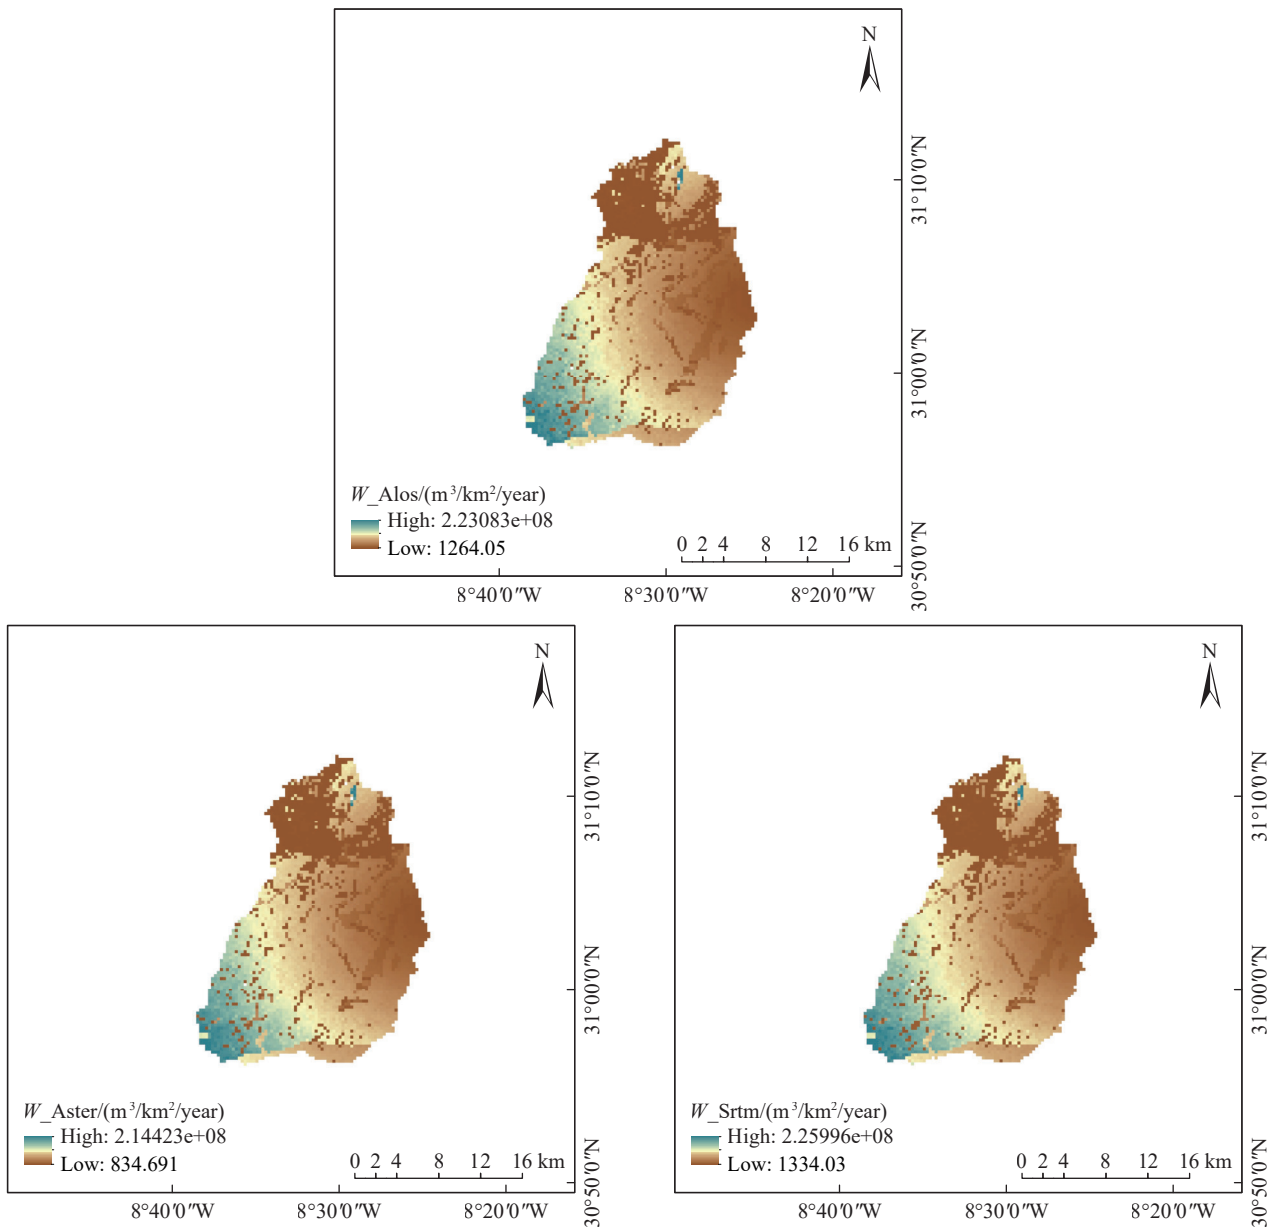 N
31°10′0″N
31°00′0″N
30°50′0″N
W_Alos/(m³/km²/year)
High: 2.23083e+08
Low: 1264.05
0 2 4 8 12 16 km
8°40′0″W 8°30′0″W 8°20′0″W
N
31°10′0″N
31°00′0″N
30°50′0″N
W_Aster/(m³/km²/year)
High: 2.14423e+08
Low: 834.691
0 2 4 8 12 16 km
8°40′0″W 8°30′0″W 8°20′0″W
N
31°10′0″N
31°00′0″N
30°50′0″N
W_Srtm/(m³/km²/year)
High: 2.25996e+08
Low: 1334.03
0 2 4 8 12 16 km
8°40′0″W 8°30′0″W 8°20′0″W